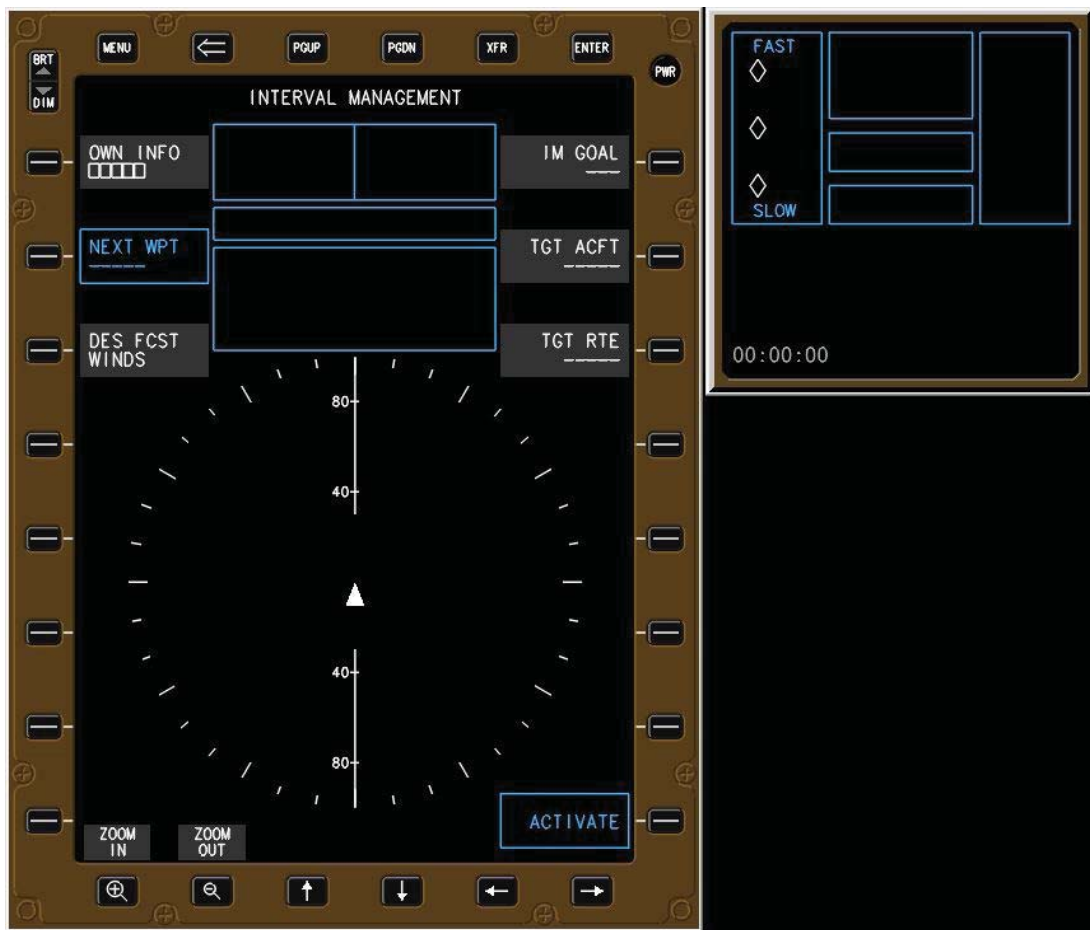 MENU
PGUP
PGDN
XFR
ENTER
BRT
DIM
PWR
INTERVAL MANAGEMENT
OWN INFO
IM GOAL
NEXT WPT
TGT ACFT
DES FCST
WINDS
TGT RTE
80
40
40
80
ACTIVATE
ZOOM
IN
ZOOM
OUT
FAST
SLOW
00:00:00